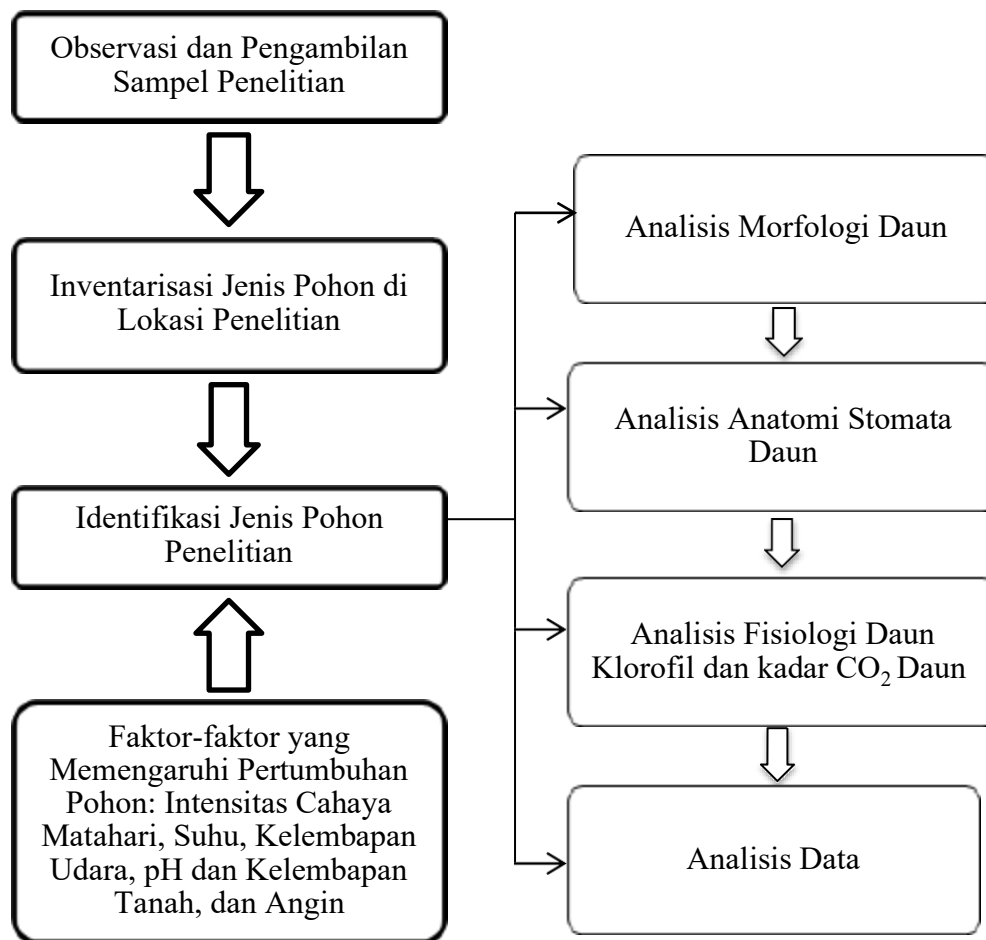 Observasi dan Pengambilan
Sampel Penelitian
Inventarisasi Jenis Pohon di
Lokasi Penelitian
Identifikasi Jenis Pohon
Penelitian
Faktor-faktor yang
Memengaruhi Pertumbuhan
Pohon: Intensitas Cahaya
Matahari, Suhu, Kelembapan
Udara, pH dan Kelembapan
Tanah, dan Angin
Analisis Morfologi Daun
Analisis Anatomi Stomata
Daun
Analisis Fisiologi Daun
Klorofil dan kadar CO₂ Daun
Analisis Data